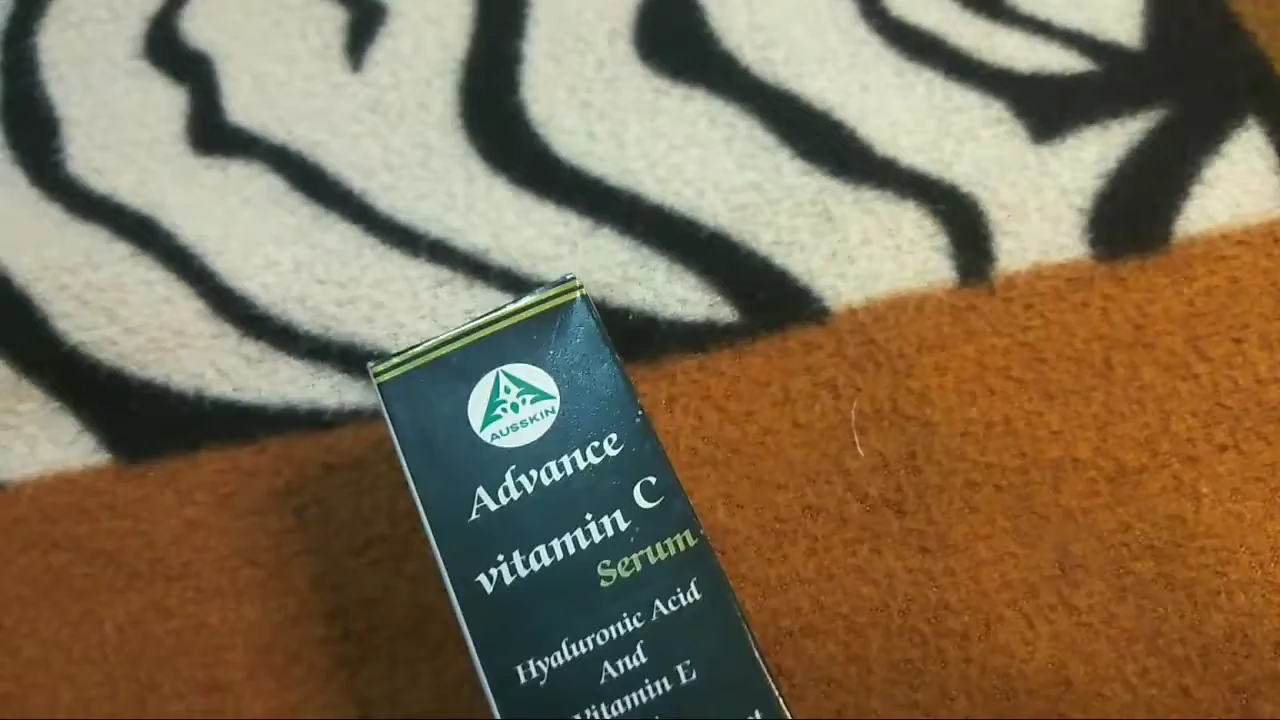 AUSSKIN
Advance
vitamin C
Serum
Hyaluronic Acid
And
Vitamin E